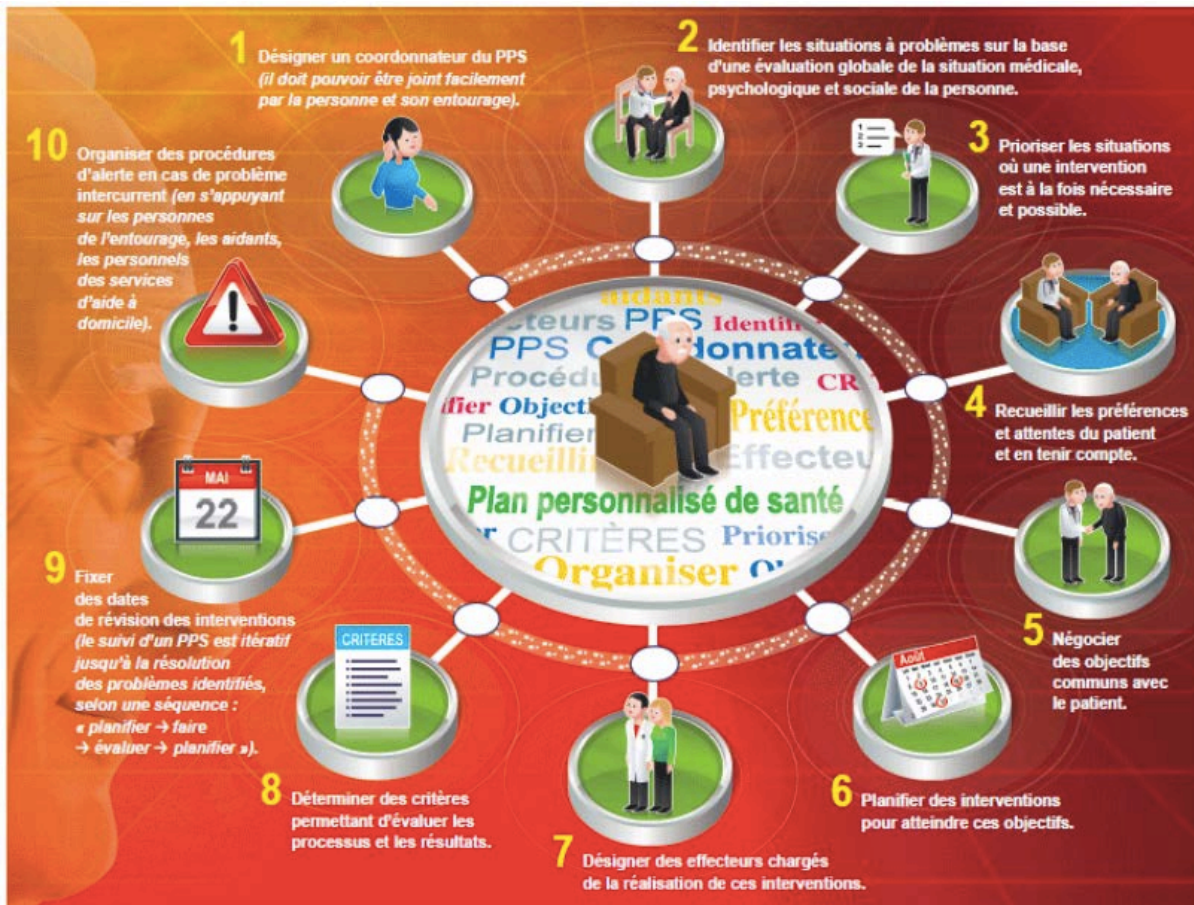 1 Désigner un coordonnateur du PPS
(il doit pouvoir être joint facilement
par la personne et son entourage).
2 Identifier les situations à problèmes sur la base
d'une évaluation globale de la situation médicale,
psychologique et sociale de la personne.
3 Prioriser les situations
où une intervention
est à la fois nécessaire
et possible.
4 Recueillir les préférences
et attentes du patient
et en tenir compte.
5 Négocier
des objectifs
communs avec
le patient.
6 Planifier des interventions
pour atteindre ces objectifs.
7 Désigner des effecteurs chargés
de la réalisation de ces interventions.
8 Déterminer des critères
permettant d'évaluer les
processus et les résultats.
9 Fixer
des dates
de révision des interventions
(le suivi d'un PPS est itératif
jusqu'à la résolution
des problèmes identifiés,
selon une séquence :
« planifier → faire
→ évaluer → planifier »).
10 Organiser des procédures
d'alerte en cas de problème
intercurrent (en s'appuyant
sur les personnes
de l'entourage, les aidants,
les personnels
des services
d'aide à
domicile).
1
2
3
MAI
22
CRITERES
Août
aidants
cteurs PPS Identifi
PPS C donnate
Procédu lerte CR
fier Objecti Préférence
Planifier
Recueilli Effecteu
Plan personnalisé de santé
er CRITÈRES Priorise
Organiser O